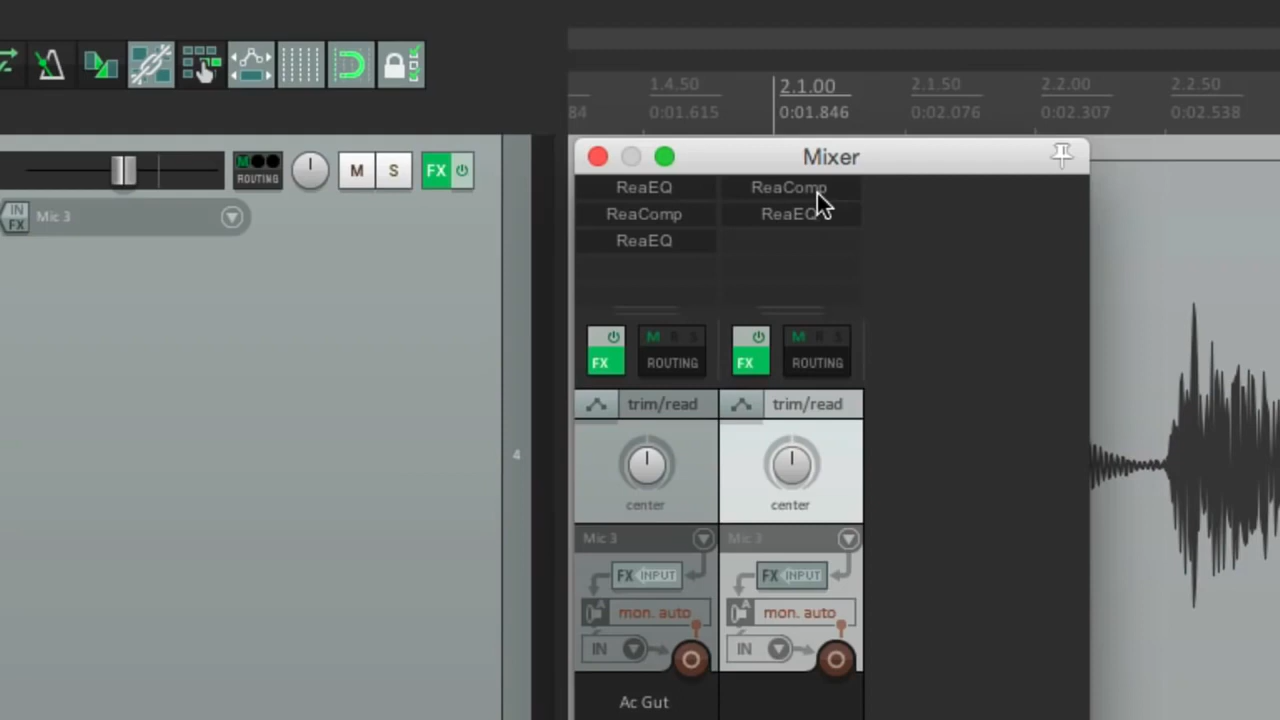 1.4.50 2.1.00 2.1.50 2.2.00 2.2.50
84 0:01.615 0:01.846 0:02.076 0:02.307 0:02.538
Mixer
M
ROUTING
M S FX
IN
FX Mic 3
ReaEQ ReaComp
ReaComp ReaEQ
ReaEQ
M R S M R S
FX ROUTING FX ROUTING
trim/read trim/read
center center
4
Mic 3 Mic 3
FX INPUT FX INPUT
A mon. auto A mon. auto
IN IN
Ac Gut